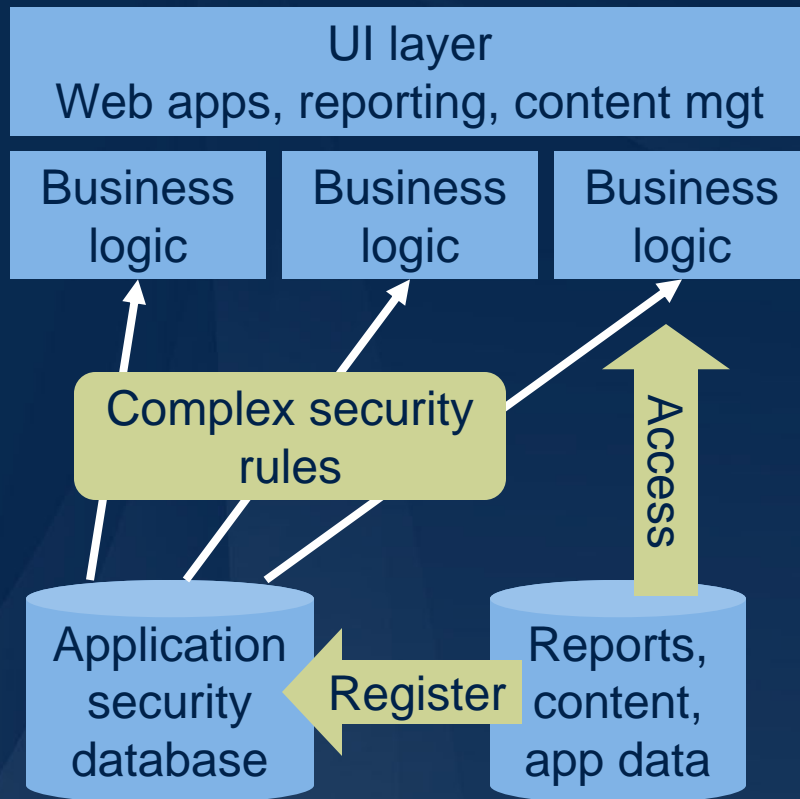 UI layer
Web apps, reporting, content mgt
Business
logic
Business
logic
Business
logic
Complex security
rules
Access
Application
security
database
Register
Reports,
content,
app data